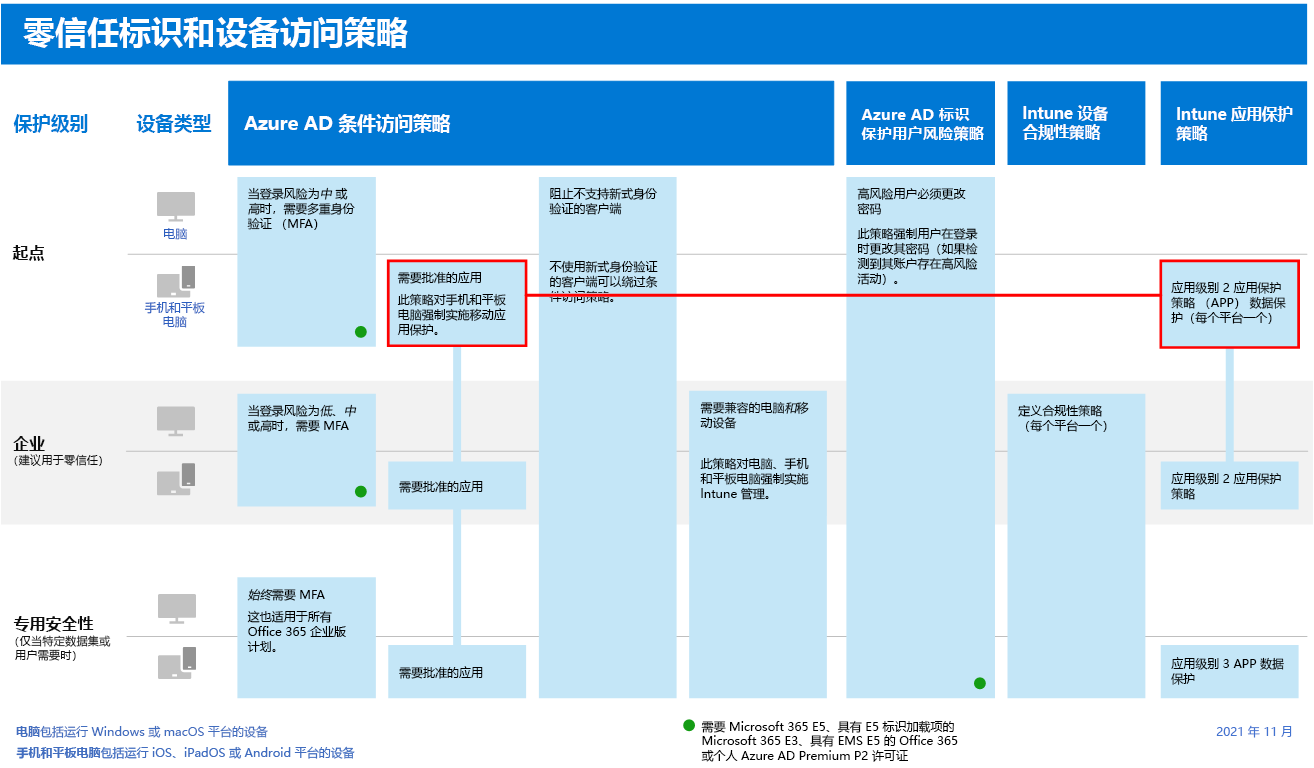 零信任标识和设备访问策略
保护级别
设备类型
Azure AD 条件访问策略
Azure AD 标识
保护用户风险策略
Intune 设备
合规性策略
Intune 应用保护
策略
起点
电脑
手机和平板
电脑
当登录风险为中 或
高时，需要多重身份
验证 （MFA）
需要批准的应用
此策略对手机和平板
电脑强制实施移动应
用保护。
阻止不支持新式身份
验证的客户端
不使用新式身份验证
的客户端可以绕过条
件访问策略。
高风险用户必须更改
密码
此策略强制用户在登录
时更改其密码（如果检
测到其账户存在高风险
活动）。
应用级别 2 应用保护
策略 （APP） 数据保
护（每个平台一个）
企业
(建议用于零信任)
当登录风险为低、中
或高时，需要 MFA
需要批准的应用
需要兼容的电脑和移
动设备
此策略对电脑、手机
和平板电脑强制实施
Intune 管理。
定义合规性策略
（每个平台一个）
应用级别 2 应用保护
策略
专用安全性
(仅当特定数据集或
用户需要时)
始终需要 MFA
这也适用于所有
Office 365 企业版
计划。
需要批准的应用
应用级别 3 APP 数据
保护
电脑包括运行 Windows 或 macOS 平台的设备
手机和平板电脑包括运行 iOS、iPadOS 或 Android 平台的设备
需要 Microsoft 365 E5、具有 E5 标识加载项的
Microsoft 365 E3、具有 EMS E5 的 Office 365
或个人 Azure AD Premium P2 许可证
2021 年 11 月